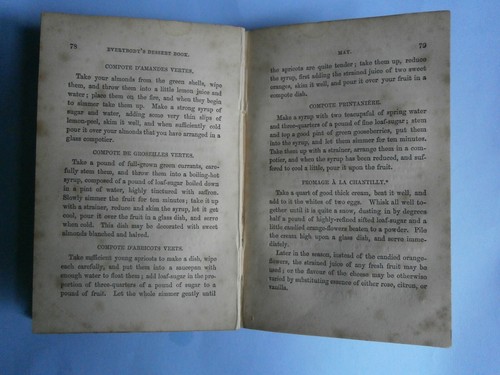 78 EVERYBODY'S DESSERT BOOK.
COMPOTE D'AMANDES VERTES.
Take your almonds from the green shells, wipe
them, and throw them into a little lemon juice and
water; place them on the fire, and when they begin
to simmer take them up. Make a strong syrup of
sugar and water, adding some very thin slips of
lemon-peel, skin it well, and when sufficiently cold
pour it over your almonds that you have arranged in a
glass compotier.
COMPOTE DE GROSEILLES VERTES.
Take a pound of full-grown green currants, care-
fully stone them, and throw them into a boiling-hot
syrup, composed of a pound of loaf-sugar boiled down
in a pint of water, highly tinctured with saffron.
Slowly simmer the fruit for ten minutes; take it up
with a strainer, reduce and skim the syrup, let it get
cool, pour it over the fruit in a glass dish, and serve
when cold. This dish may be decorated with sweet
almonds blanched and halved.
COMPOTE D'ABRICOTS VERTS.
Take sufficient young apricots to make a dish, wipe
each carefully, and put them into a saucepan with
enough water to float them; add loaf-sugar in the pro-
portion of three-quarters of a pound of sugar to a
pound of fruit. Let the whole simmer gently until
MAY. 79
the apricots are quite tender; take them up, reduce
the syrup, first adding the strained juice of two sweet
oranges, skim it well, and pour it over your fruit in a
compote dish.
COMPOTE PRINTANIÈRE.
Make a syrup with two teacupsful of spring water
and three-quarters of a pound of fine loaf-sugar; stem
and top a good pint of green gooseberries, put them
into the syrup, and let them simmer for ten minutes.
Take them up with a strainer, arrange them in a com-
potier, and when the syrup has been reduced, and suf-
fered to cool a little, pour it on the fruit.
FROMAGE À LA CHANTILLY.*
Take a quart of good thick cream, beat it well, and
add to it the whites of two eggs. Whisk all well to-
gether until it is quite a snow, dusting in by degrees
half a pound of highly-refined sifted loaf-sugar and a
little candied orange-flowers beaten to a powder. Pile
the cream high upon a glass dish, and serve imme-
diately.
Later in the season, instead of the candied orange-
flowers, the strained juice of any fresh fruit may be
used; or the flavour of the cheese may be otherwise
varied by substituting essence of either rose, citron, or
vanilla.